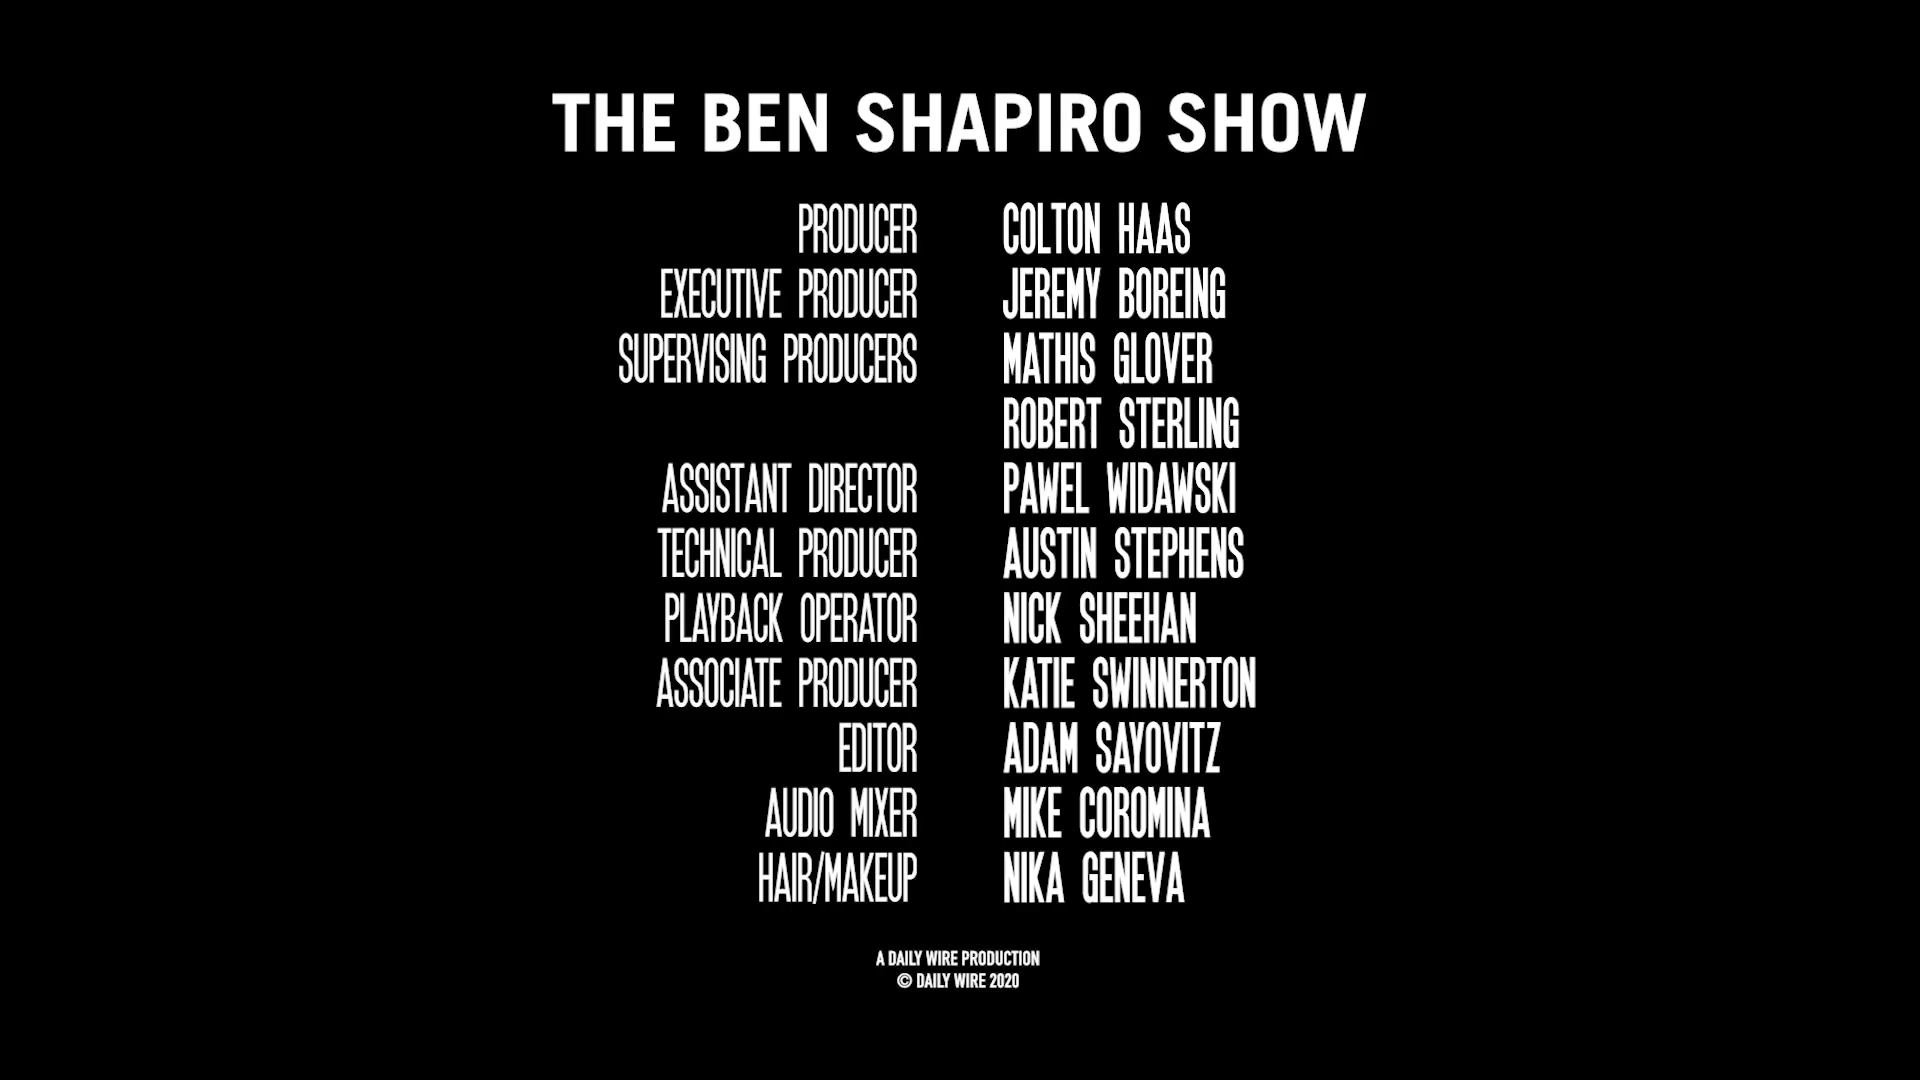 THE BEN SHAPIRO SHOW
PRODUCER COLTON HAAS
EXECUTIVE PRODUCER JEREMY BOREING
SUPERVISING PRODUCERS MATHIS GLOVER
ROBERT STERLING
ASSISTANT DIRECTOR PAWEL WIDAWSKI
TECHNICAL PRODUCER AUSTIN STEPHENS
PLAYBACK OPERATOR NICK SHEEHAN
ASSOCIATE PRODUCER KATIE SWINNERTON
EDITOR ADAM SAYOVITZ
AUDIO MIXER MIKE COROMINA
HAIR/MAKEUP NIKA GENEVA
A DAILY WIRE PRODUCTION
© DAILY WIRE 2020